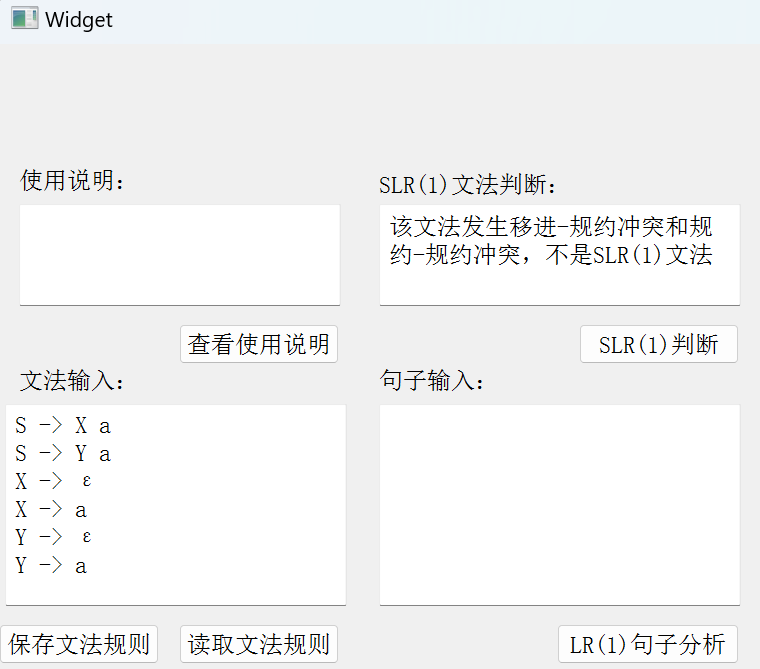 Widget
使用说明:
SLR(1)文法判断:
该文法发生移进-规约冲突和规
约-规约冲突，不是SLR(1)文法
查看使用说明
SLR(1)判断
文法输入:
句子输入:
S -> X a
S -> Y a
X -> ε
X -> a
Y -> ε
Y -> a
保存文法规则
读取文法规则
LR(1)句子分析